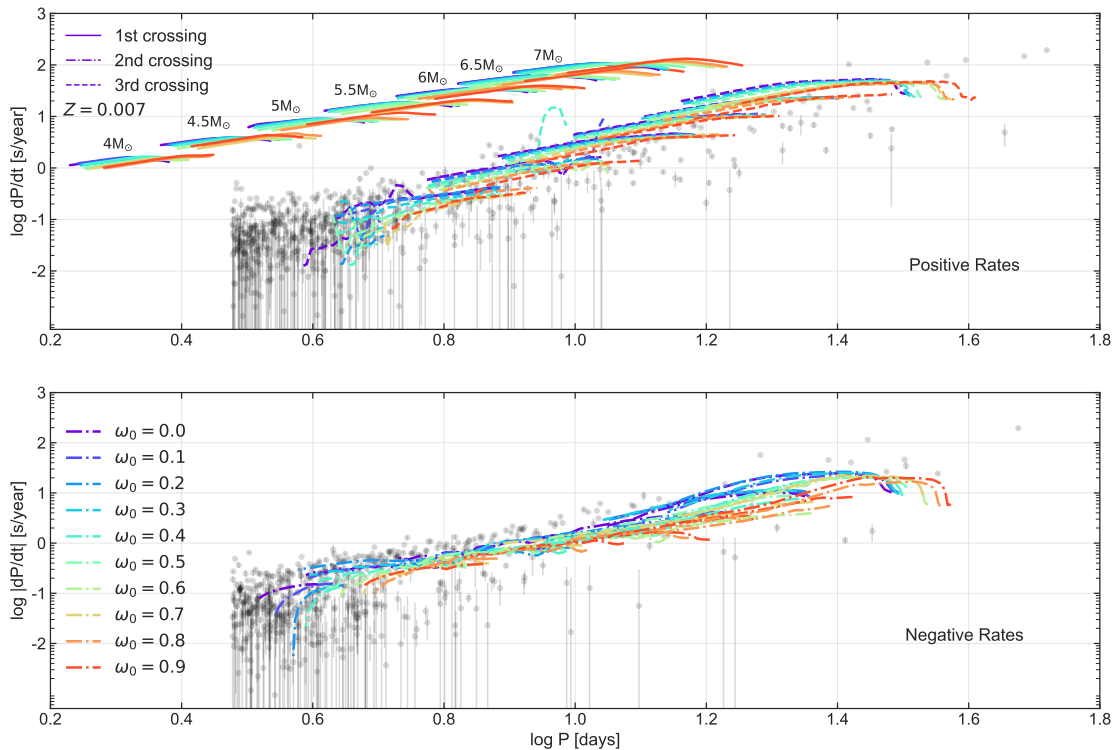 log dP/dt [s/year]
3
2
1
0
-1
-2
1st crossing
2nd crossing
3rd crossing
Z = 0.007
4M⊙
4.5M⊙
5M⊙
5.5M⊙
6M⊙
6.5M⊙
7M⊙
Positive Rates
0.2 0.4 0.6 0.8 1.0 1.2 1.4 1.6 1.8
log |dP/dt| [s/year]
3
2
1
0
-1
-2
ω₀ = 0.0
ω₀ = 0.1
ω₀ = 0.2
ω₀ = 0.3
ω₀ = 0.4
ω₀ = 0.5
ω₀ = 0.6
ω₀ = 0.7
ω₀ = 0.8
ω₀ = 0.9
Negative Rates
0.2 0.4 0.6 0.8 1.0 1.2 1.4 1.6 1.8
log P [days]